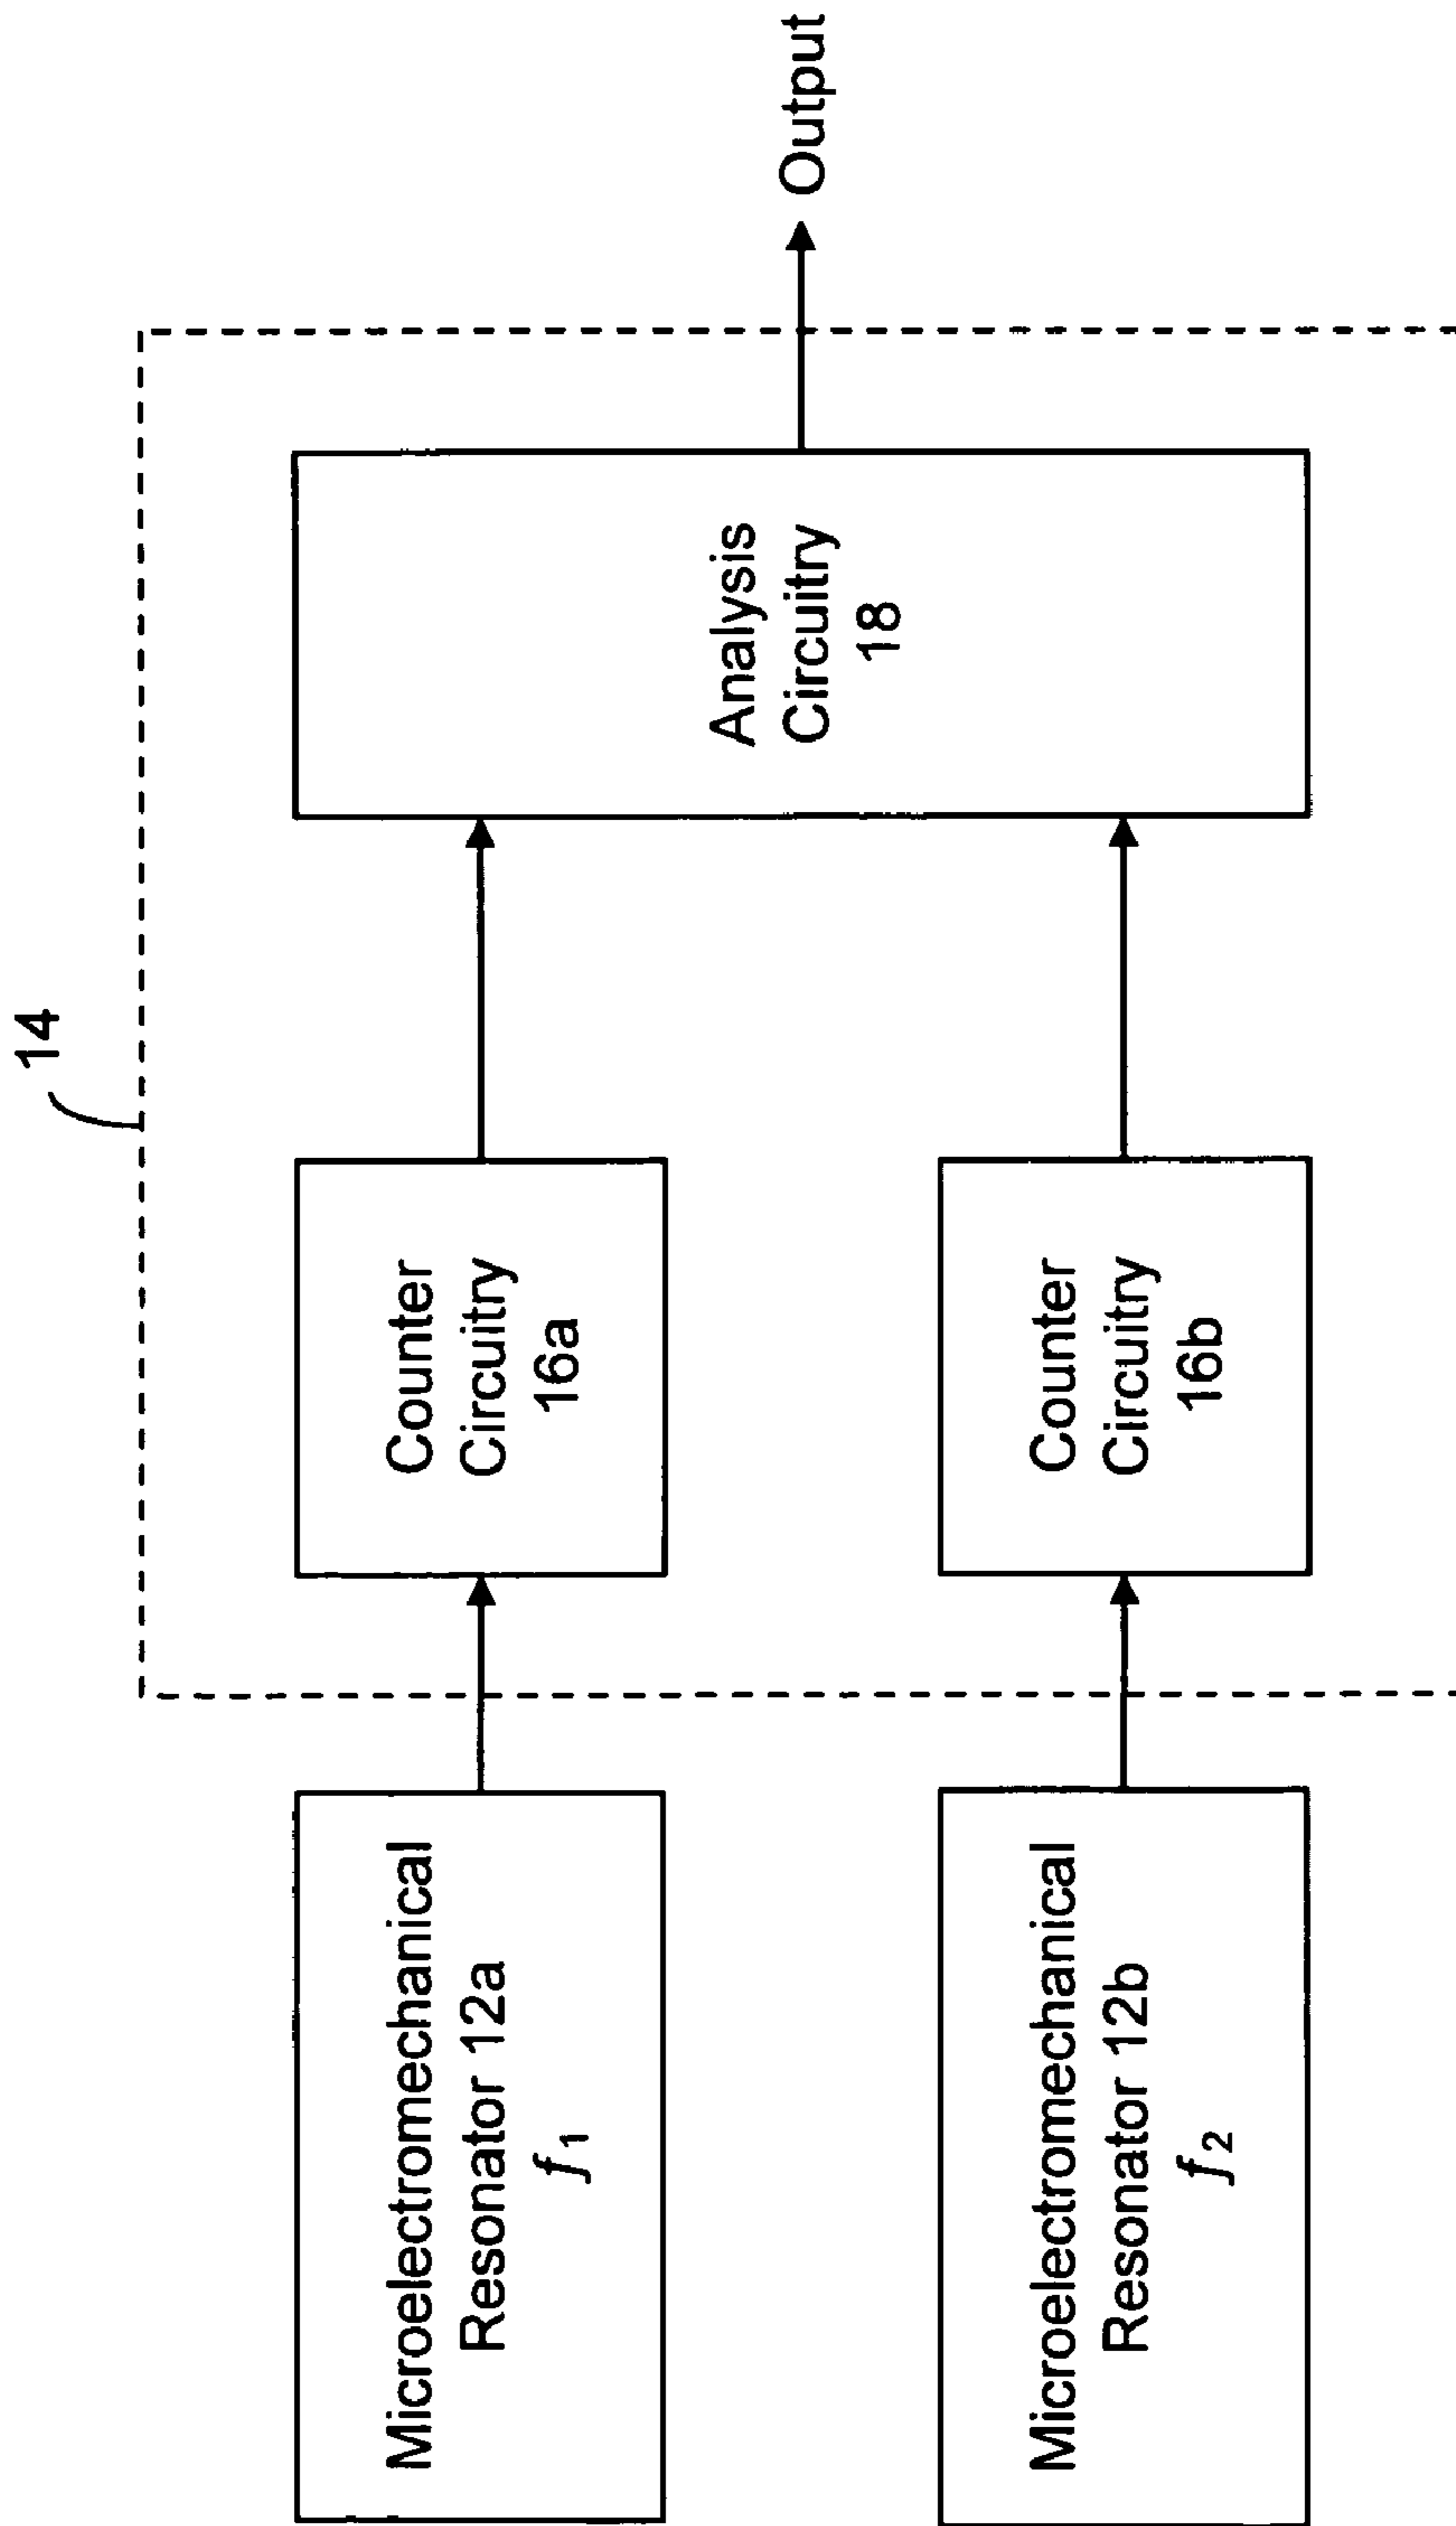 14
Microelectromechanical
Resonator 12a
f1
Counter
Circuitry
16a
Analysis
Circuitry
18
Output
Microelectromechanical
Resonator 12b
f2
Counter
Circuitry
16b